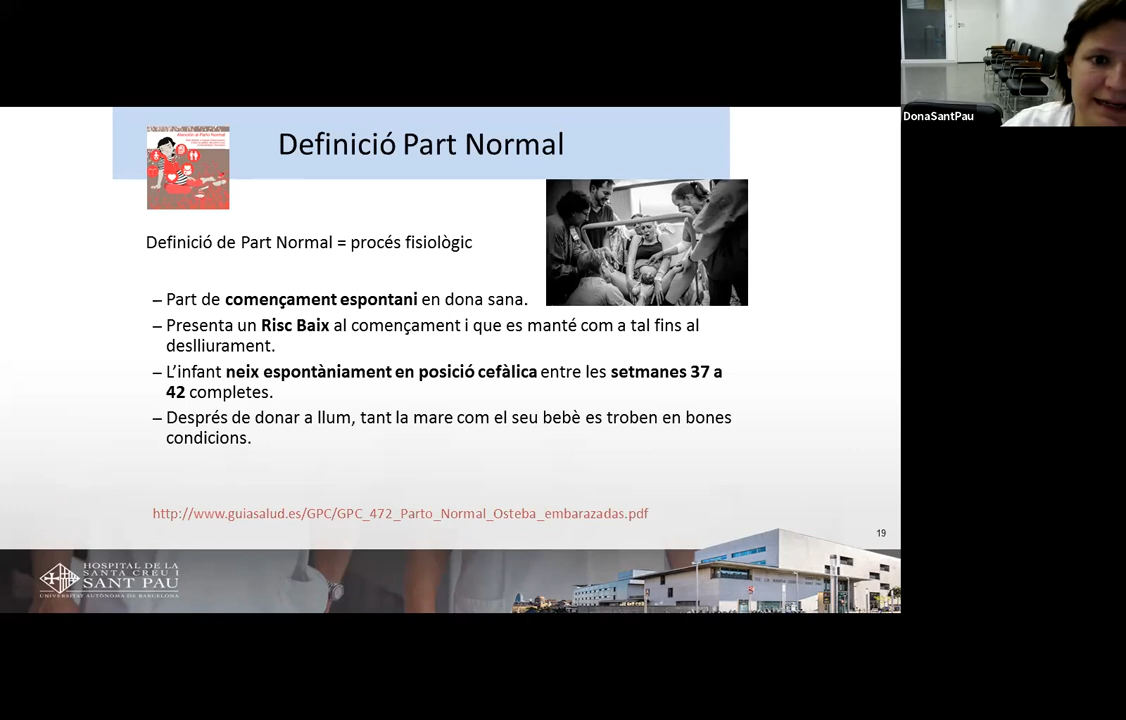 DonaSantPau
Atención al Parto Normal
Definició Part Normal
Definició de Part Normal = procés fisiològic
– Part de començament espontani en dona sana.
– Presenta un Risc Baix al començament i que es manté com a tal fins al
deslliurament.
– L’infant neix espontàniament en posició cefàlica entre les setmanes 37 a
42 completes.
– Després de donar a llum, tant la mare com el seu bebè es troben en bones
condicions.
http://www.guiasalud.es/GPC/GPC_472_Parto_Normal_Osteba_embarazadas.pdf
19
HOSPITAL DE LA
SANTA CREU I
SANT PAU
UNIVERSITAT AUTÒNOMA DE BARCELONA